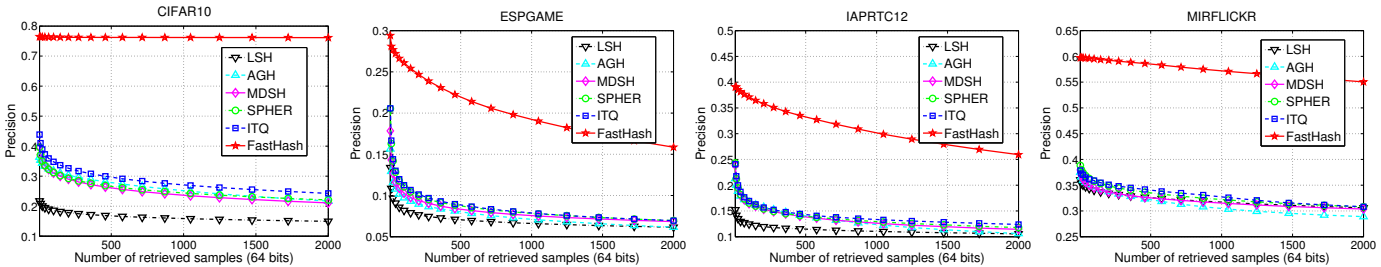 CIFAR10
0.8
0.7
0.6
0.5
0.4
0.3
0.2
0.1
Precision
LSH
AGH
MDSH
SPHER
ITQ
FastHash
500
1000
1500
2000
Number of retrieved samples (64 bits)
ESPGAME
0.3
0.25
0.2
0.15
0.1
0.05
Precision
LSH
AGH
MDSH
SPHER
ITQ
FastHash
500
1000
1500
2000
Number of retrieved samples (64 bits)
IAPRTC12
0.5
0.45
0.4
0.35
0.3
0.25
0.2
0.15
0.1
0.05
Precision
LSH
AGH
MDSH
SPHER
ITQ
FastHash
500
1000
1500
2000
Number of retrieved samples (64 bits)
MIRFLICKR
0.65
0.6
0.55
0.5
0.45
0.4
0.35
0.3
0.25
Precision
LSH
AGH
MDSH
SPHER
ITQ
FastHash
500
1000
1500
2000
Number of retrieved samples (64 bits)